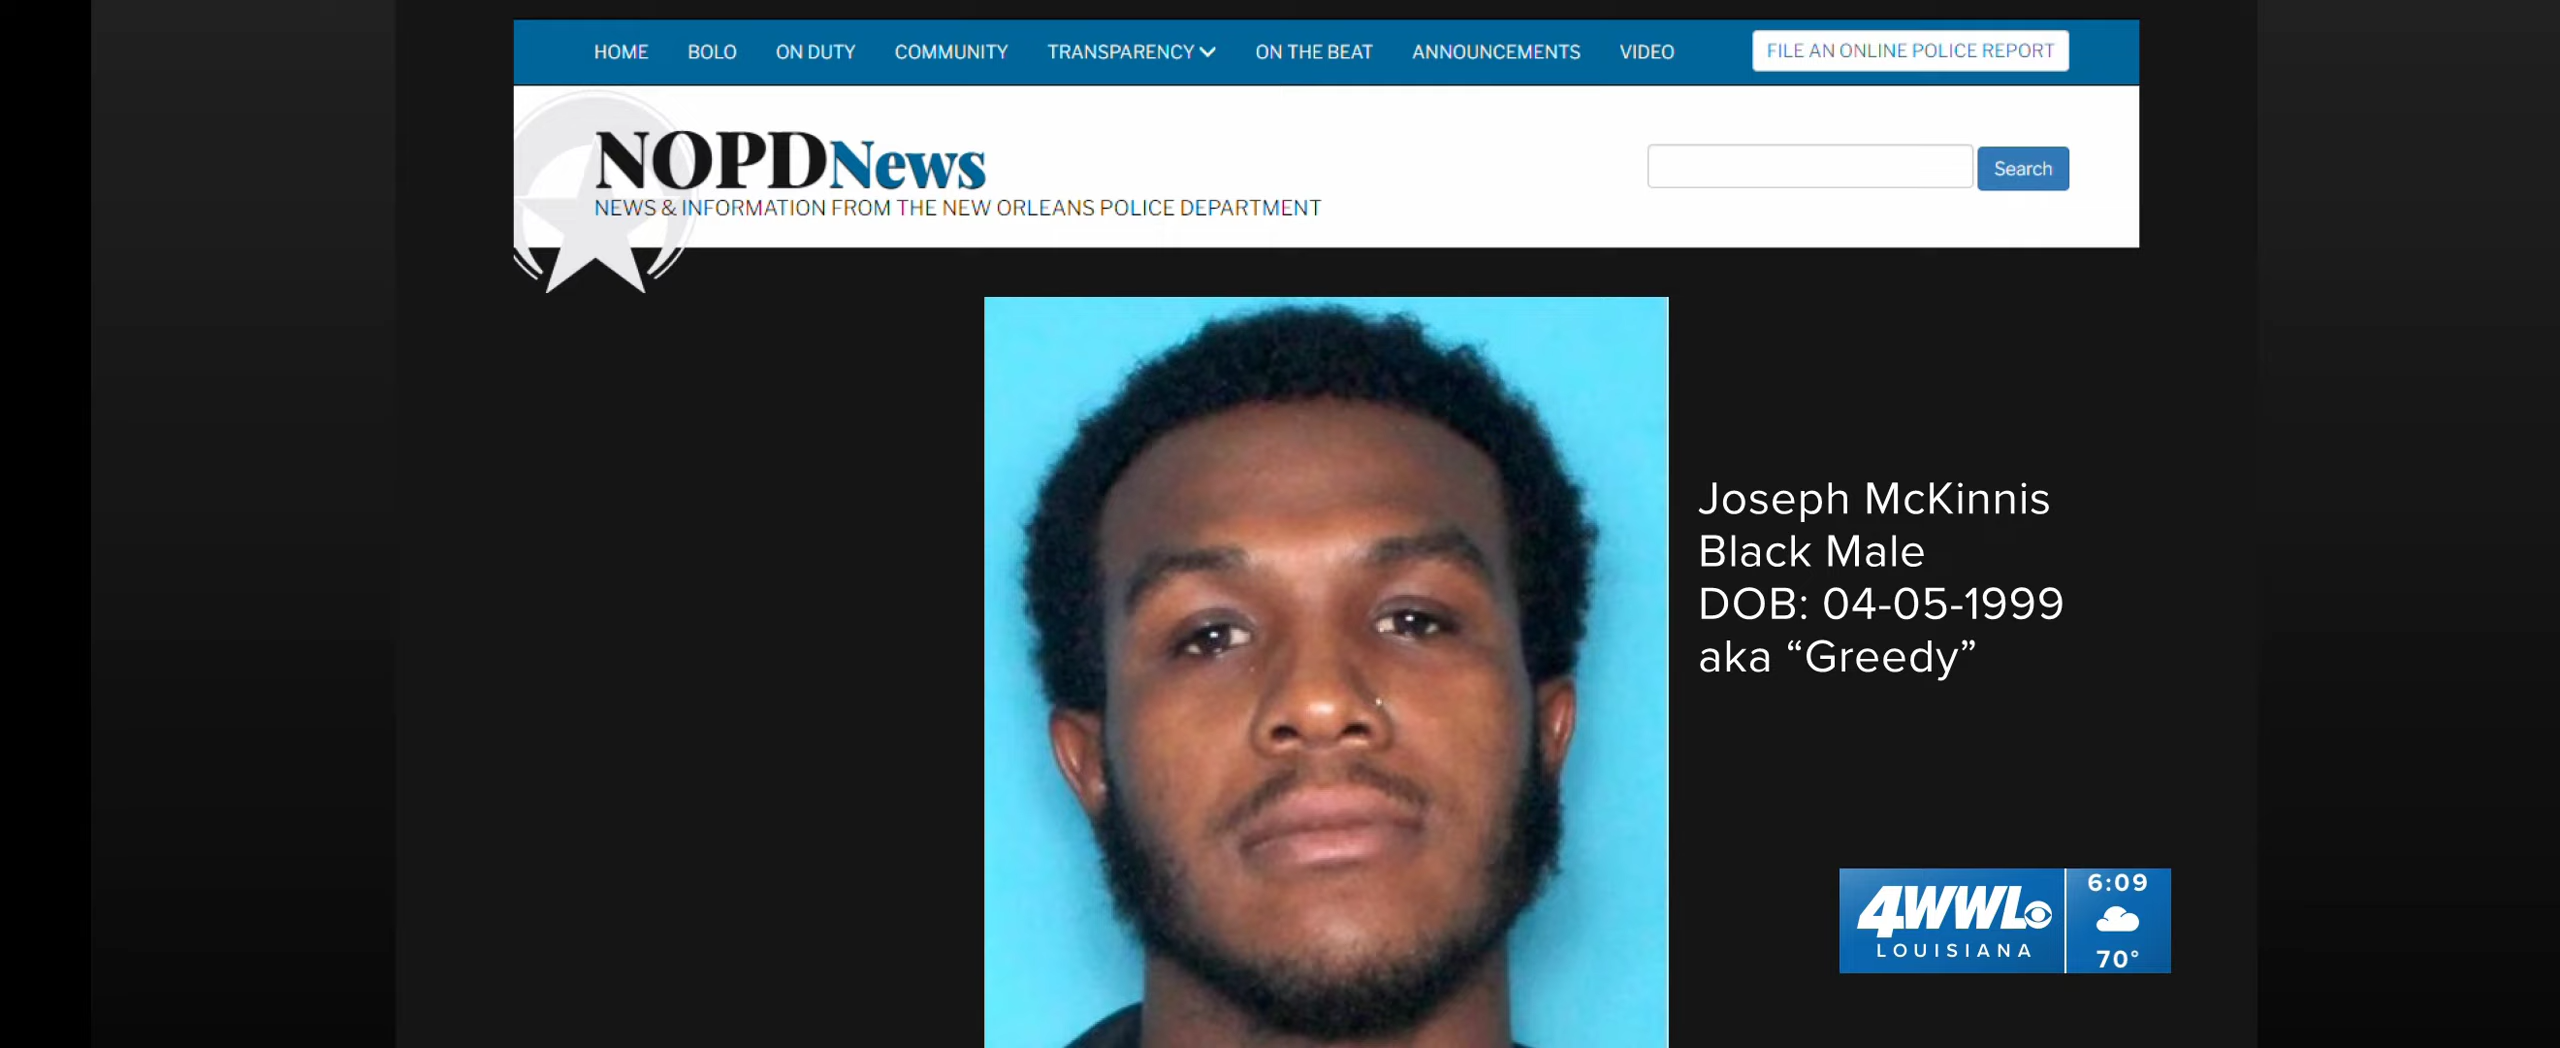 HOME BOLO ON DUTY COMMUNITY TRANSPARENCY ON THE BEAT ANNOUNCEMENTS VIDEO FILE AN ONLINE POLICE REPORT
NOPDNews
NEWS & INFORMATION FROM THE NEW ORLEANS POLICE DEPARTMENT
Search
Joseph McKinnis
Black Male
DOB: 04-05-1999
aka “Greedy”
4WWL
LOUISIANA
6:09
70°